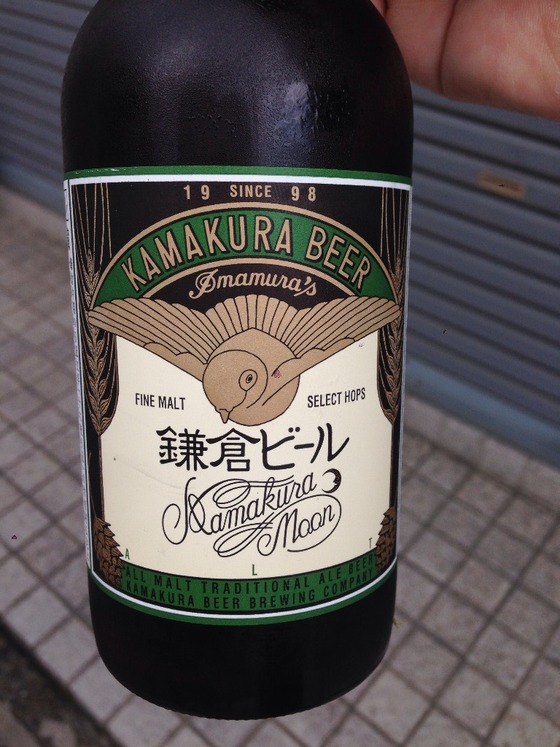 19 SINCE 98
KAMAKURA BEER
Imamura's
FINE MALT SELECT HOPS
鎌倉ビール
Kamakura
Moon
A L T
ALL MALT TRADITIONAL ALE BEER
KAMAKURA BEER BREWING COMPANY